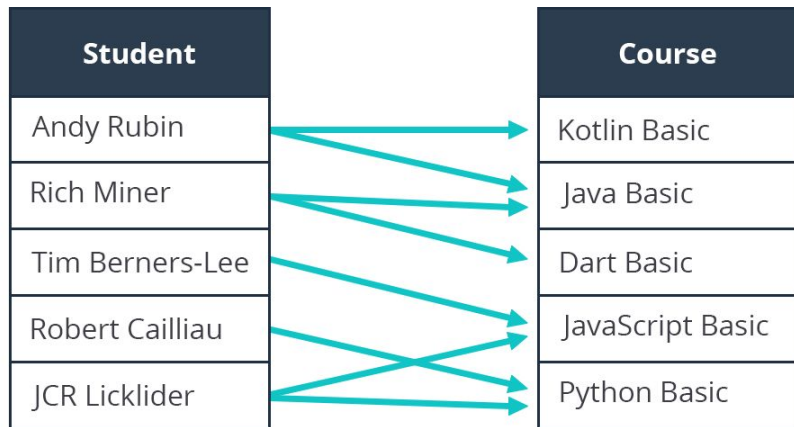 Student
Course
Andy Rubin
Kotlin Basic
Rich Miner
Java Basic
Tim Berners-Lee
Dart Basic
Robert Cailliau
JavaScript Basic
JCR Licklider
Python Basic